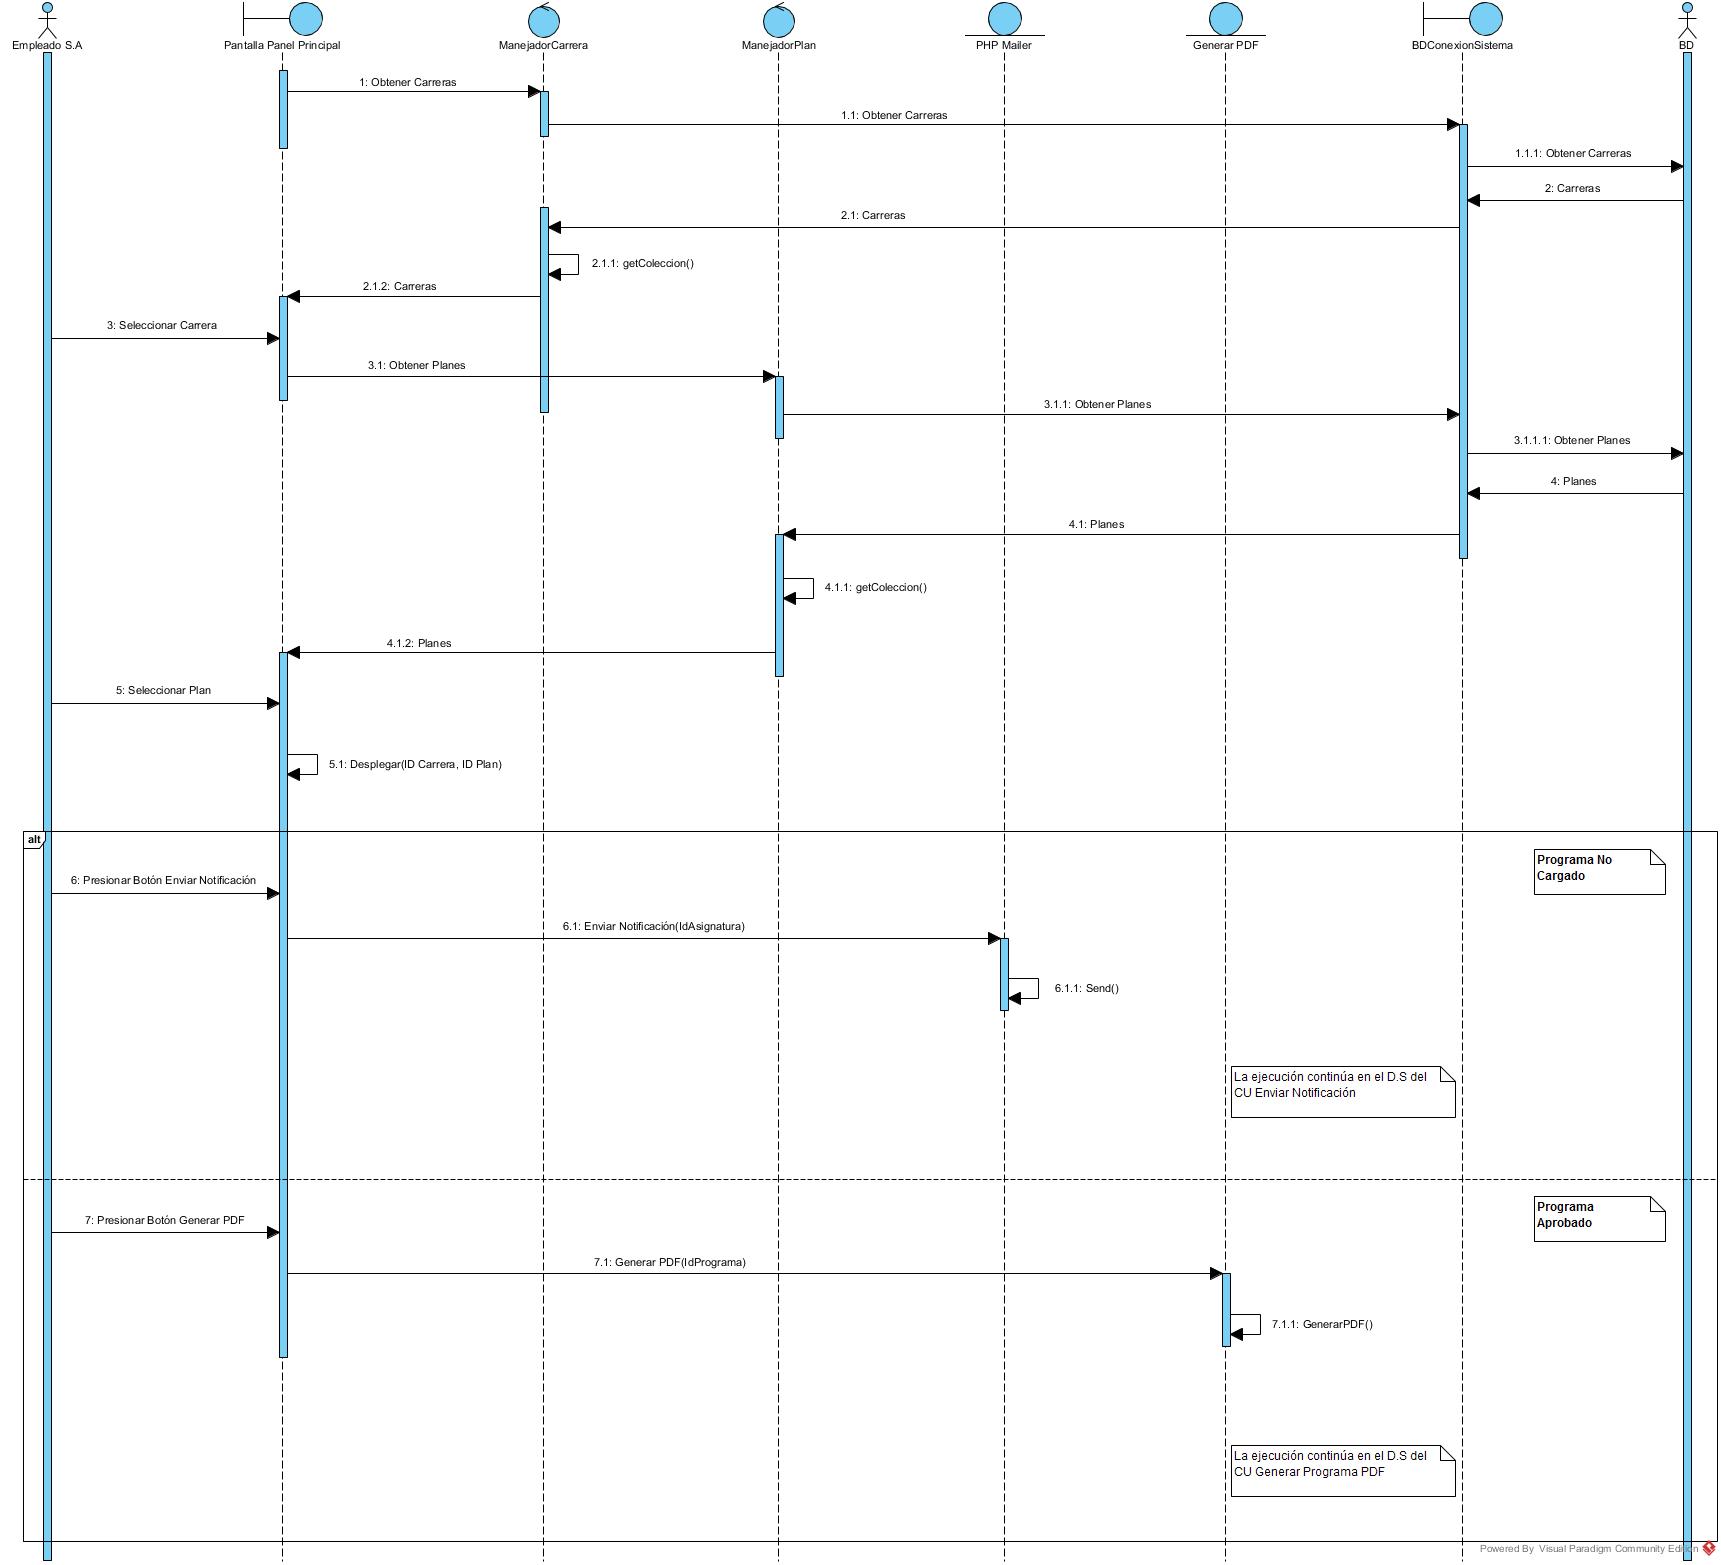 Empleado S.A
Pantalla Panel Principal
ManejadorCarrera
ManejadorPlan
PHP Mailer
Generar PDF
BDConexionSistema
BD
1: Obtener Carreras
1.1: Obtener Carreras
1.1.1: Obtener Carreras
2: Carreras
2.1: Carreras
2.1.1: getColeccion()
2.1.2: Carreras
3: Seleccionar Carrera
3.1: Obtener Planes
3.1.1: Obtener Planes
3.1.1.1: Obtener Planes
4: Planes
4.1: Planes
4.1.1: getColeccion()
4.1.2: Planes
5: Seleccionar Plan
5.1: Desplegar(ID Carrera, ID Plan)
alt
Programa No
Cargado
6: Presionar Botón Enviar Notificación
6.1: Enviar Notificación(IdAsignatura)
6.1.1: Send()
La ejecución continúa en el D.S del
CU Enviar Notificación
Programa
Aprobado
7: Presionar Botón Generar PDF
7.1: Generar PDF(IdPrograma)
7.1.1: GenerarPDF()
La ejecución continúa en el D.S del
CU Generar Programa PDF
Powered By Visual Paradigm Community Edition